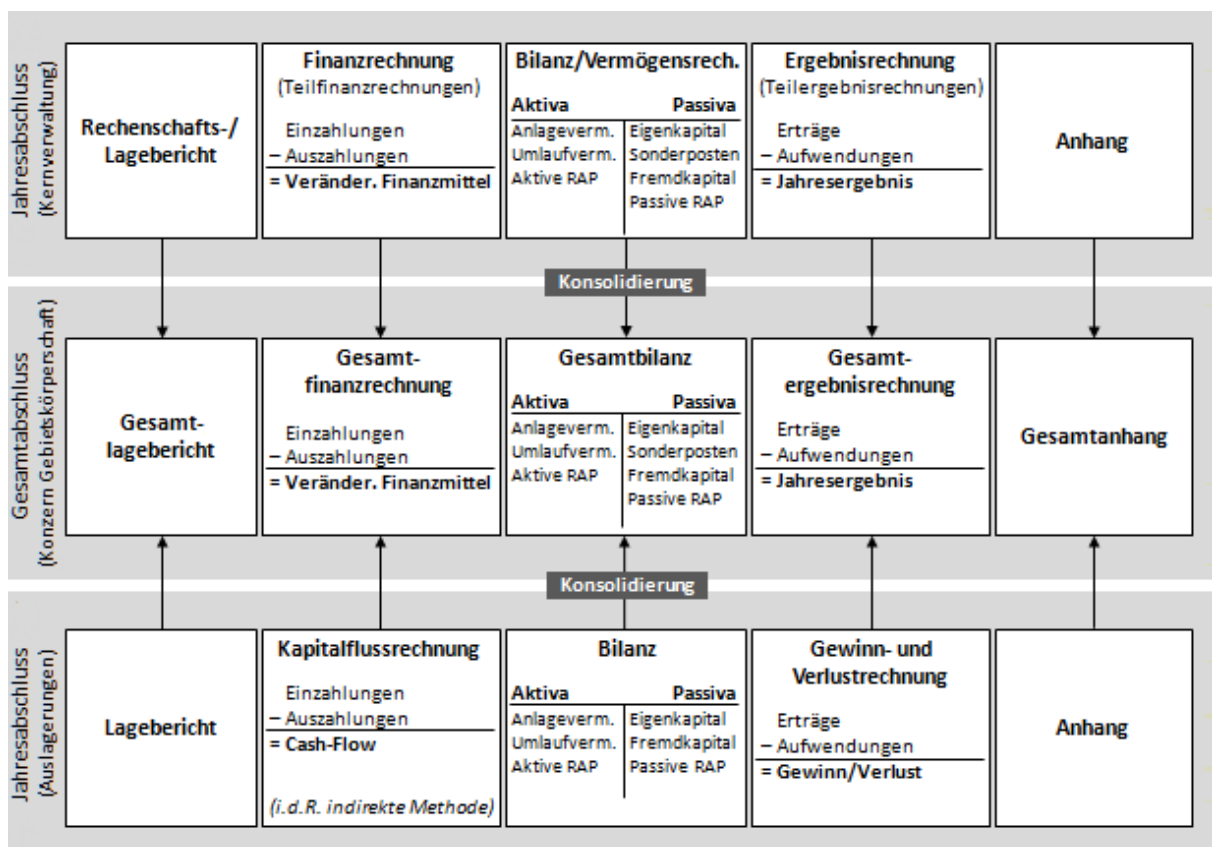 Jahresabschluss
(Kernverwaltung)
Rechenschafts-/
Lagebericht
Finanzrechnung
(Teilfinanzrechnungen)
Einzahlungen
– Auszahlungen
= Veränder. Finanzmittel
Bilanz/Vermögensrech.
Aktiva Passiva
Anlageverm. Eigenkapital
Umlaufverm. Sonderposten
Aktive RAP Fremdkapital
Passive RAP
Ergebnisrechnung
(Teilergebnisrechnungen)
Erträge
– Aufwendungen
= Jahresergebnis
Anhang
Konsolidierung
Gesamtabschluss
(Konzern Gebietskörperschaft)
Gesamt-
lagebericht
Gesamt-
finanzrechnung
Einzahlungen
– Auszahlungen
= Veränder. Finanzmittel
Gesamtbilanz
Aktiva Passiva
Anlageverm. Eigenkapital
Umlaufverm. Sonderposten
Aktive RAP Fremdkapital
Passive RAP
Gesamt-
ergebnisrechnung
Erträge
– Aufwendungen
= Jahresergebnis
Gesamtanhang
Konsolidierung
Jahresabschluss
(Auslagerungen)
Lagebericht
Kapitalflussrechnung
Einzahlungen
– Auszahlungen
= Cash-Flow
(i.d.R. indirekte Methode)
Bilanz
Aktiva Passiva
Anlageverm. Eigenkapital
Umlaufverm. Fremdkapital
Aktive RAP Passive RAP
Gewinn- und
Verlustrechnung
Erträge
– Aufwendungen
= Gewinn/Verlust
Anhang